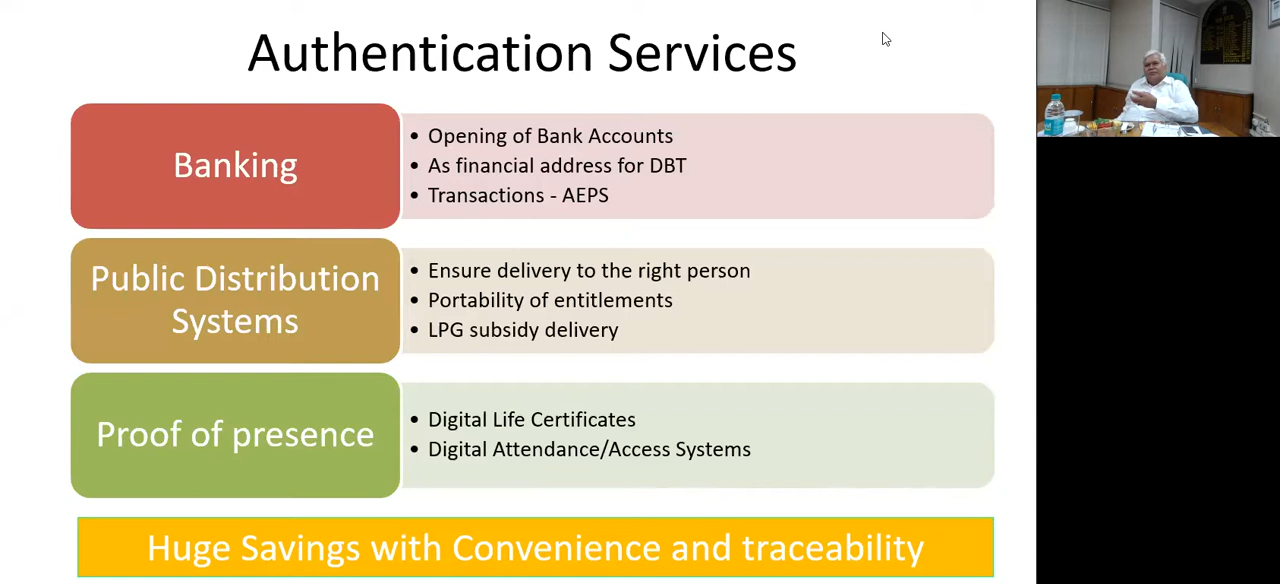 Authentication Services
Banking
• Opening of Bank Accounts
• As financial address for DBT
• Transactions - AEPS
Public Distribution
Systems
• Ensure delivery to the right person
• Portability of entitlements
• LPG subsidy delivery
Proof of presence
• Digital Life Certificates
• Digital Attendance/Access Systems
Huge Savings with Convenience and traceability